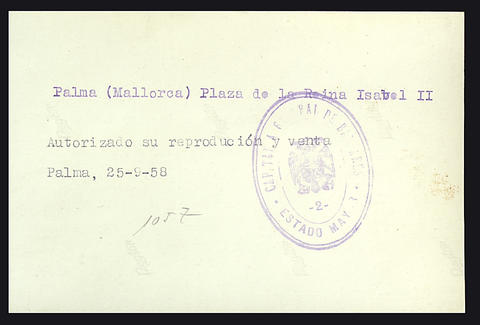 Palma (Mallorca) Plaza de la Reina Isabel II
Autorizado su reprodución y venta
Palma, 25-9-58
1057
-2-
ESTADO MAY